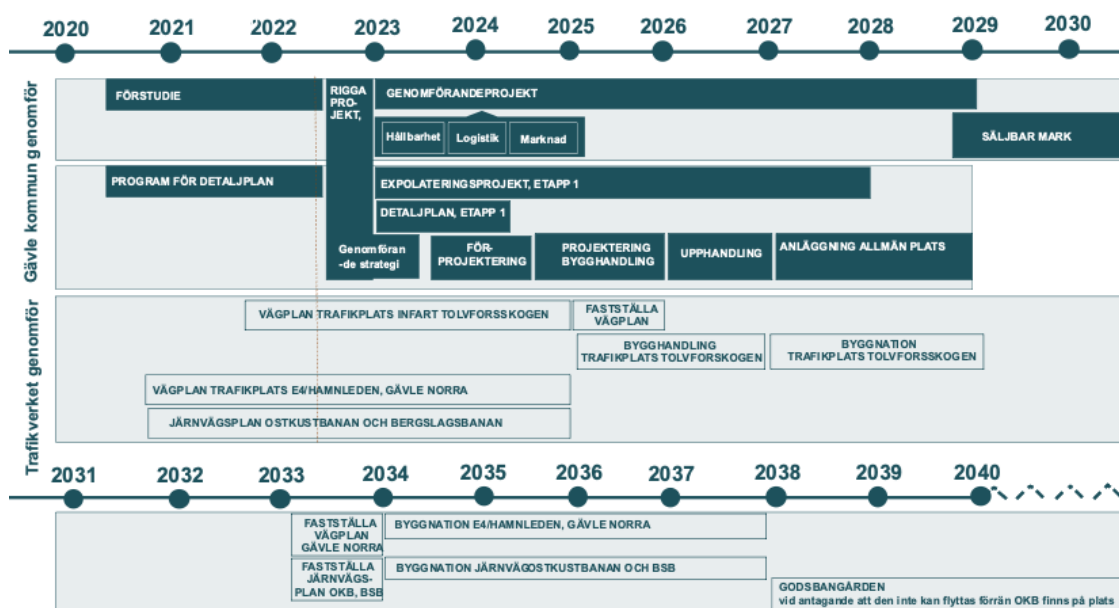 2020 2021 2022 2023 2024 2025 2026 2027 2028 2029 2030
Gävle kommun genomför
FÖRSTUDIE
RIGGA
PRO-
JEKT,
GENOMFÖRANDEPROJEKT
Hållbarhet
Logistik
Marknad
SÄLJBAR MARK
PROGRAM FÖR DETALJPLAN
EXPOLATERINGSPROJEKT, ETAPP 1
DETALJPLAN, ETAPP 1
Genomföran
-de strategi
FÖR-
PROJEKTERING
PROJEKTERING
BYGGHANDLING
UPPHANDLING
ANLÄGGNING ALLMÄN PLATS
Trafikverket genomför
VÄGPLAN TRAFIKPLATS INFART TOLVFORSSKOGEN
FASTSTÄLLA
VÄGPLAN
BYGGHANDLING
TRAFIKPLATS TOLVFORSKOGEN
BYGGNATION
TRAFIKPLATS TOLVFORSSKOGEN
VÄGPLAN TRAFIKPLATS E4/HAMNLEDEN, GÄVLE NORRA
JÄRNVÄGSPLAN OSTKUSTBANAN OCH BERGSLAGSBANAN
2031 2032 2033 2034 2035 2036 2037 2038 2039 2040
FASTSTÄLLA
VÄGPLAN
GÄVLE NORRA
BYGGNATION E4/HAMNLEDEN, GÄVLE NORRA
FASTSTÄLLA
JÄRNVÄGS-
PLAN OKB, BSB
BYGGNATION JÄRNVÄGOSTKUSTBANAN OCH BSB
GODSBANGÅRDEN
vid antagande att den inte kan flyttas förrän OKB finns på plats